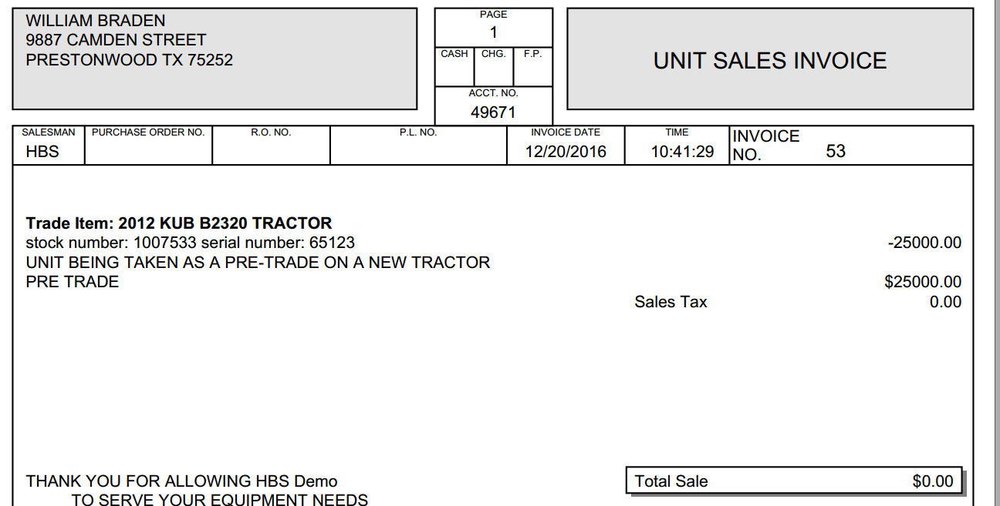 WILLIAM BRADEN
9887 CAMDEN STREET
PRESTONWOOD TX 75252
PAGE
1
CASH CHG. F.P.
ACCT. NO.
49671
UNIT SALES INVOICE
SALESMAN PURCHASE ORDER NO. R.O. NO. P.L. NO. INVOICE DATE TIME INVOICE
HBS 12/20/2016 10:41:29 NO. 53
Trade Item: 2012 KUB B2320 TRACTOR
stock number: 1007533 serial number: 65123 -25000.00
UNIT BEING TAKEN AS A PRE-TRADE ON A NEW TRACTOR
PRE TRADE $25000.00
Sales Tax 0.00
THANK YOU FOR ALLOWING HBS Demo Total Sale $0.00
TO SERVE YOUR EQUIPMENT NEEDS